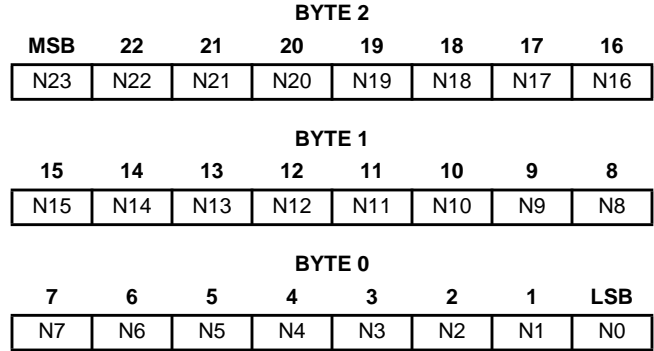 BYTE 2
MSB 22 21 20 19 18 17 16
N23 N22 N21 N20 N19 N18 N17 N16
BYTE 1
15 14 13 12 11 10 9 8
N15 N14 N13 N12 N11 N10 N9 N8
BYTE 0
7 6 5 4 3 2 1 LSB
N7 N6 N5 N4 N3 N2 N1 N0